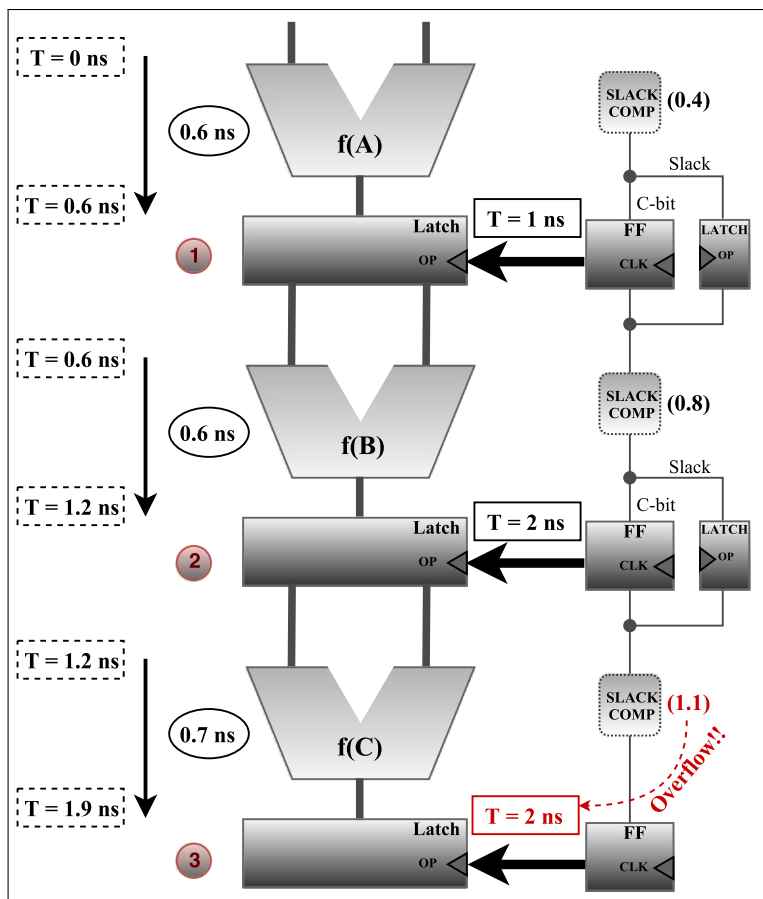 T = 0 ns
0.6 ns
f(A)
SLACK
COMP
(0.4)
Slack
C-bit
T = 0.6 ns
1
Latch
OP
T = 1 ns
FF
CLK
LATCH
OP
T = 0.6 ns
0.6 ns
f(B)
SLACK
COMP
(0.8)
Slack
C-bit
T = 1.2 ns
2
Latch
OP
T = 2 ns
FF
CLK
LATCH
OP
T = 1.2 ns
0.7 ns
f(C)
SLACK
COMP
(1.1)
Overflow!!
T = 1.9 ns
3
Latch
OP
T = 2 ns
FF
CLK